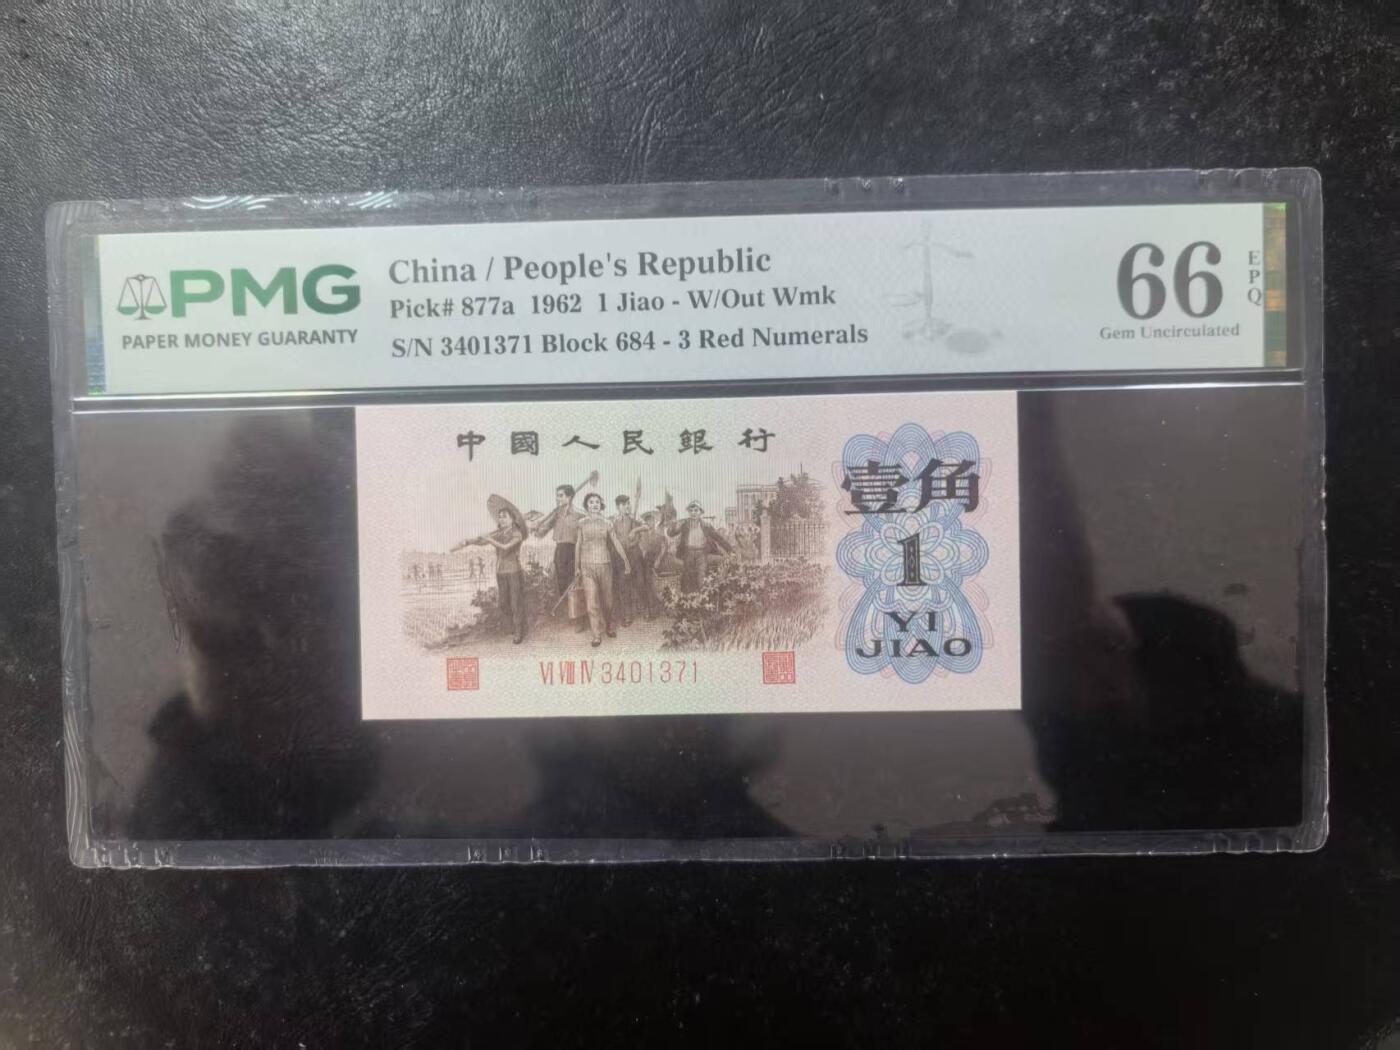 PMG
PAPER MONEY GUARANTY
China / People's Republic
Pick# 877a 1962 1 Jiao - W/Out Wmk
S/N 3401371 Block 684 - 3 Red Numerals
66
EPQ
Gem Uncirculated
中國人民銀行
壹角
1
YI
JIAO
VI VIII IV 3401371